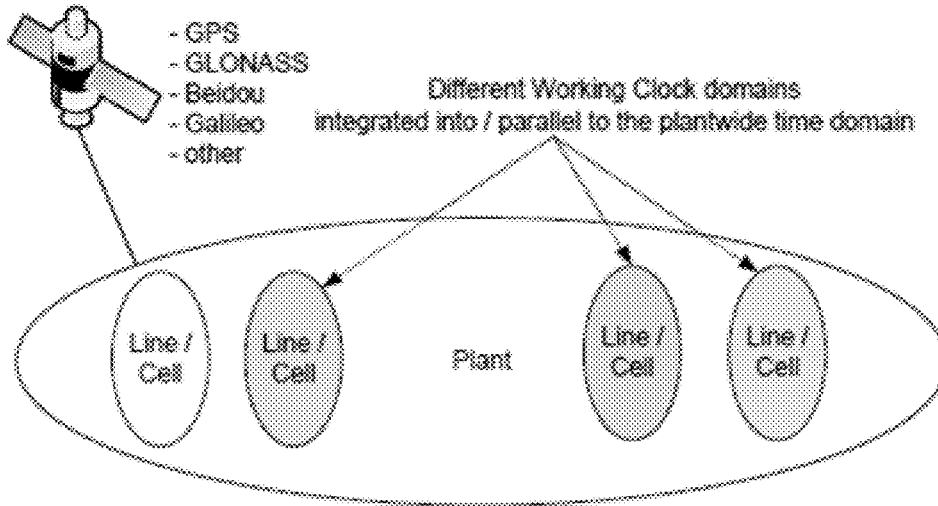 - GPS
- GLONASS
- Beidou
- Galileo
- other
Different Working Clock domains
integrated into / parallel to the plantwide time domain
Line /
Cell
Line /
Cell
Plant
Line /
Cell
Line /
Cell